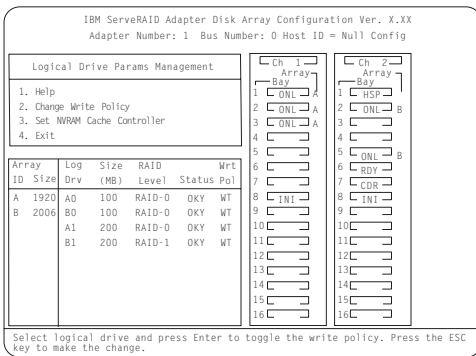 IBM ServeRAID Adapter Disk Array Configuration Ver. X.XX
Adapter Number: 1 Bus Number: 0 Host ID = Null Config
Logical Drive Params Management
1. Help
2. Change Write Policy
3. Set NVRAM Cache Controller
4. Exit
Array Log Size RAID Wrt
ID Size Drv (MB) Level Status Pol
A 1920 A0 100 RAID-0 OKY WT
B 2006 B0 100 RAID-0 OKY WT
A1 200 RAID-0 OKY WT
B1 200 RAID-1 OKY WT
Ch 1
Array
Bay
1 ONL A
2 ONL A
3 ONL A
4
5
6
7
8 INI
9
10
11
12
13
14
15
16
Ch 2
Array
Bay
1 HSP
2 ONL B
3
4
5 ONL B
6 RDY
7 CDR
8 INI
9
10
11
12
13
14
15
16
Select logical drive and press Enter to toggle the write policy. Press the ESC
key to make the change.